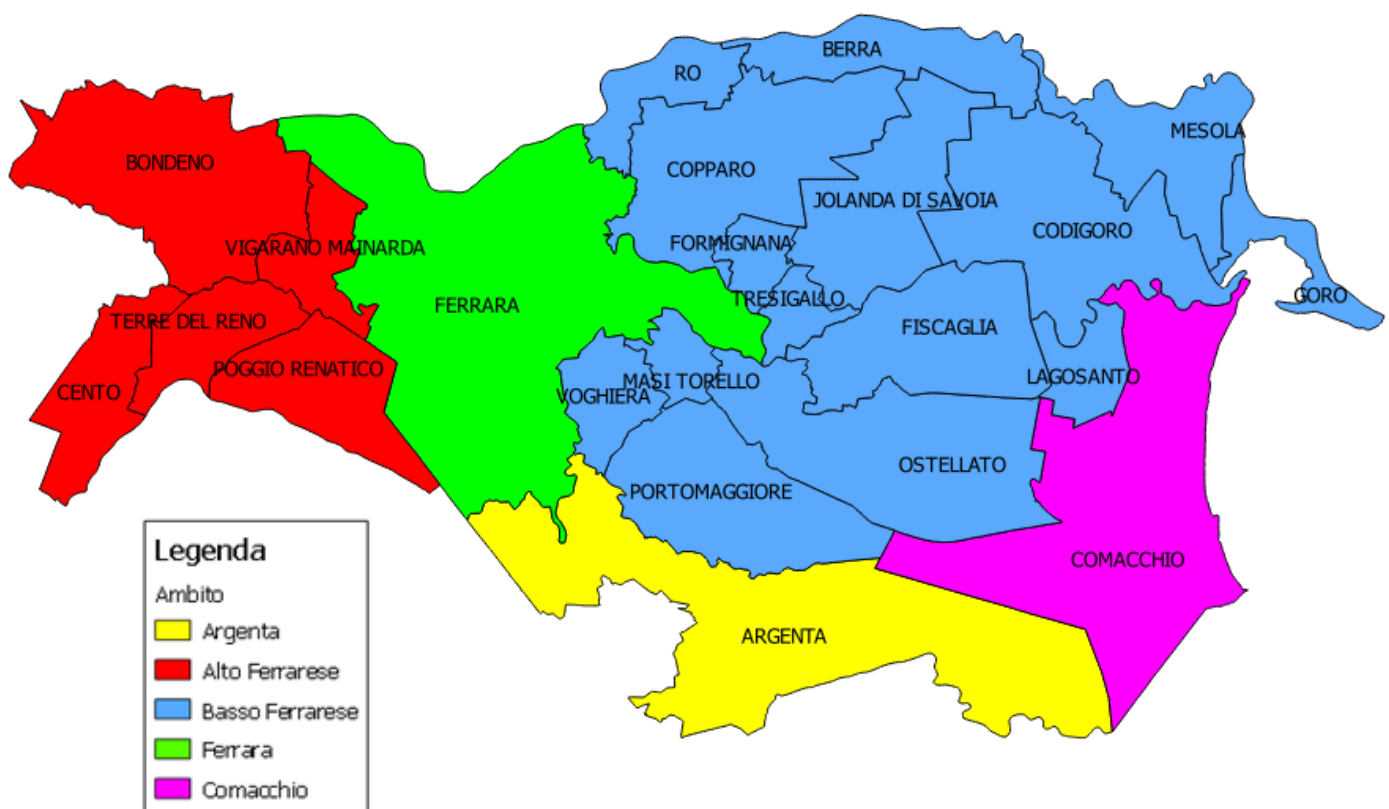 BERRA
RO
MESOLA
BONDENO
COPPARO
JOLANDA DI SAVOIA
CODIGORO
FORMIGNANA
VIGARANO MAINARDA
GORO
TRESIGALLO
FERRARA
TERRE DEL RENO
FISCAGLIA
POGGIO RENATICO
LAGOSANTO
MASI TORELLO
CENTO
VOGHIERA
OSTELLATO
PORTOMAGGIORE
COMACCHIO
ARGENTA
Legenda
Ambito
Argenta
Alto Ferrarese
Basso Ferrarese
Ferrara
Comacchio